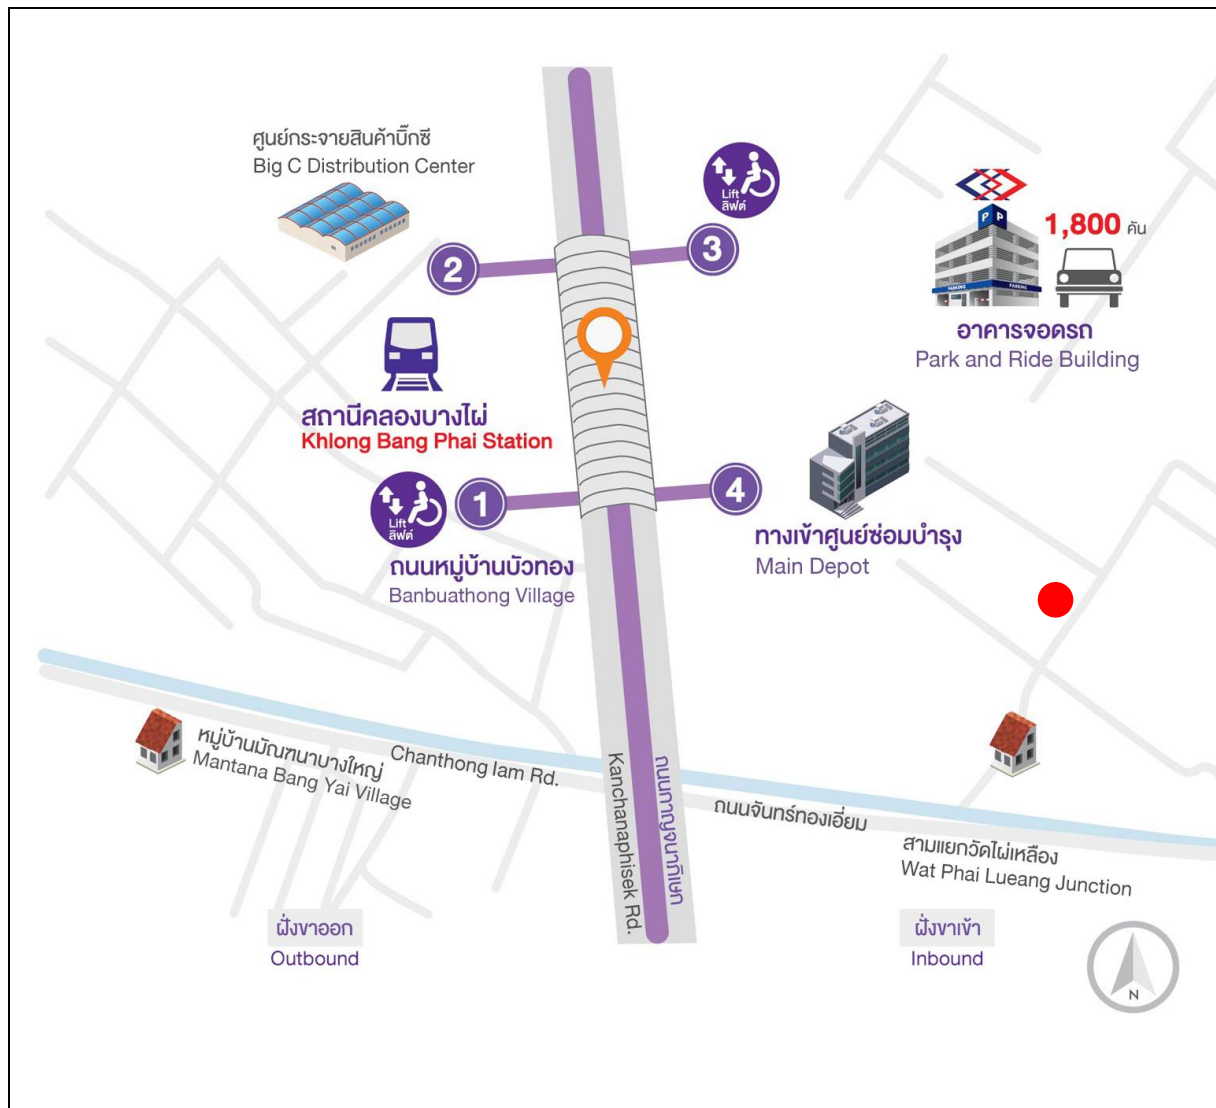 ศูนย์กระจายสินค้าบิ๊กซี
Big C Distribution Center
Lift
ลิฟต์
2
3
P P
1,800 คัน
PARKING PARKING
อาคารจอดรถ
Park and Ride Building
สถานีคลองบางไผ่
Khlong Bang Phai Station
Lift
ลิฟต์
1
4
ถนนหมู่บ้านบัวทอง
Banbuathong Village
ทางเข้าศูนย์ซ่อมบำรุง
Main Depot
หมู่บ้านมัณฑนาบางใหญ่
Mantana Bang Yai Village
Chanthong Iam Rd.
Kanchanaphisek Rd.
ถนนกาญจนาภิเษก
ถนนจันทร์ทองเอี่ยม
สามแยกวัดไผ่เหลือง
Wat Phai Lueang Junction
ฝั่งขาออก
Outbound
ฝั่งขาเข้า
Inbound
N